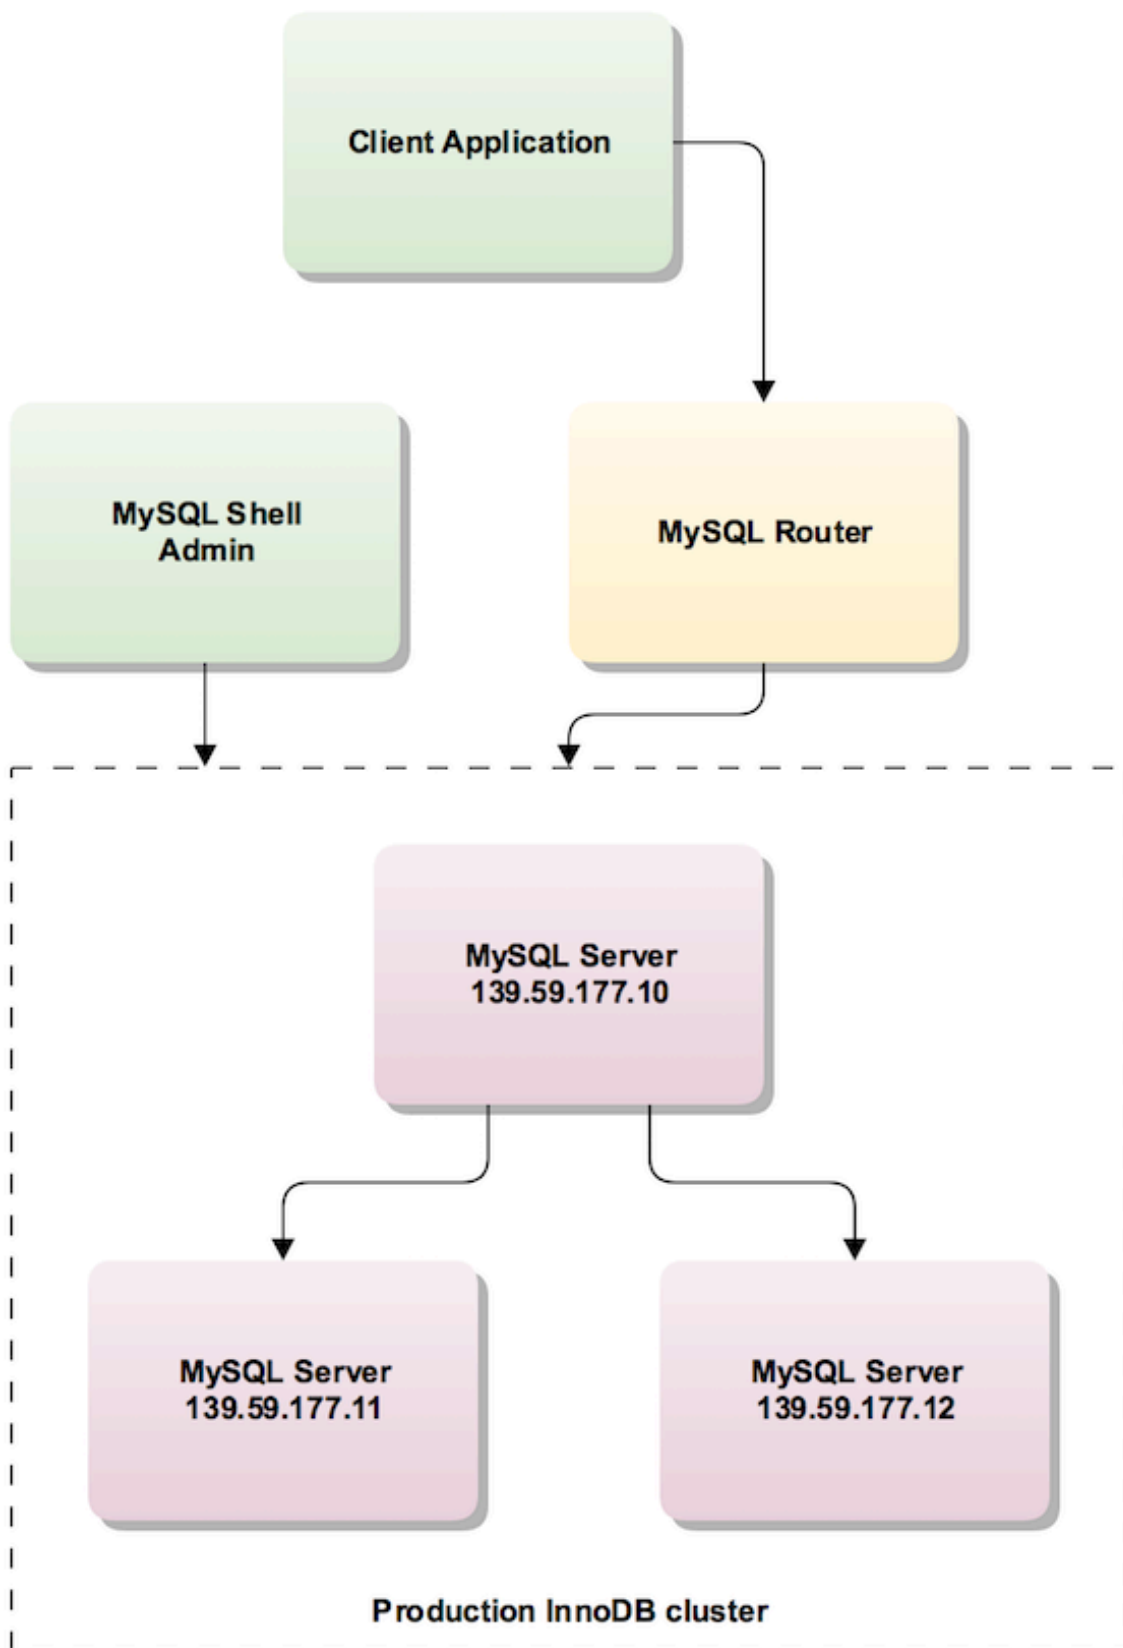 Client Application
MySQL Shell
Admin
MySQL Router
MySQL Server
139.59.177.10
MySQL Server
139.59.177.11
MySQL Server
139.59.177.12
Production InnoDB cluster